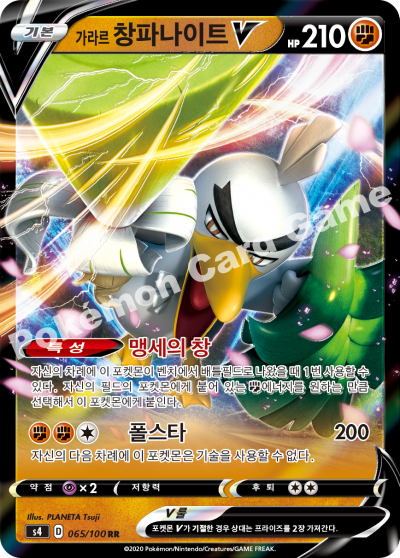 기본 가라르 창파나이트 V HP 210
Pokémon Card Game
특성 맹세의 창
자신의 차례에 이 포켓몬이 벤치에서 배틀필드로 나왔을 때 1번 사용할 수
있다. 자신의 필드의 포켓몬에게 붙어 있는 에너지를 원하는 만큼
선택해서 이 포켓몬에게 붙인다.
폴스타 200
자신의 다음 차례에 이 포켓몬은 기술을 사용할 수 없다.
약점 ×2 저항력 후퇴
Illus. PLANETA Tsuji
V룰
포켓몬 V가 기절한 경우 상대는 프라이즈를 2장 가져간다.
s4 D 065/100 RR
©2020 Pokémon/Nintendo/Creatures/GAME FREAK.